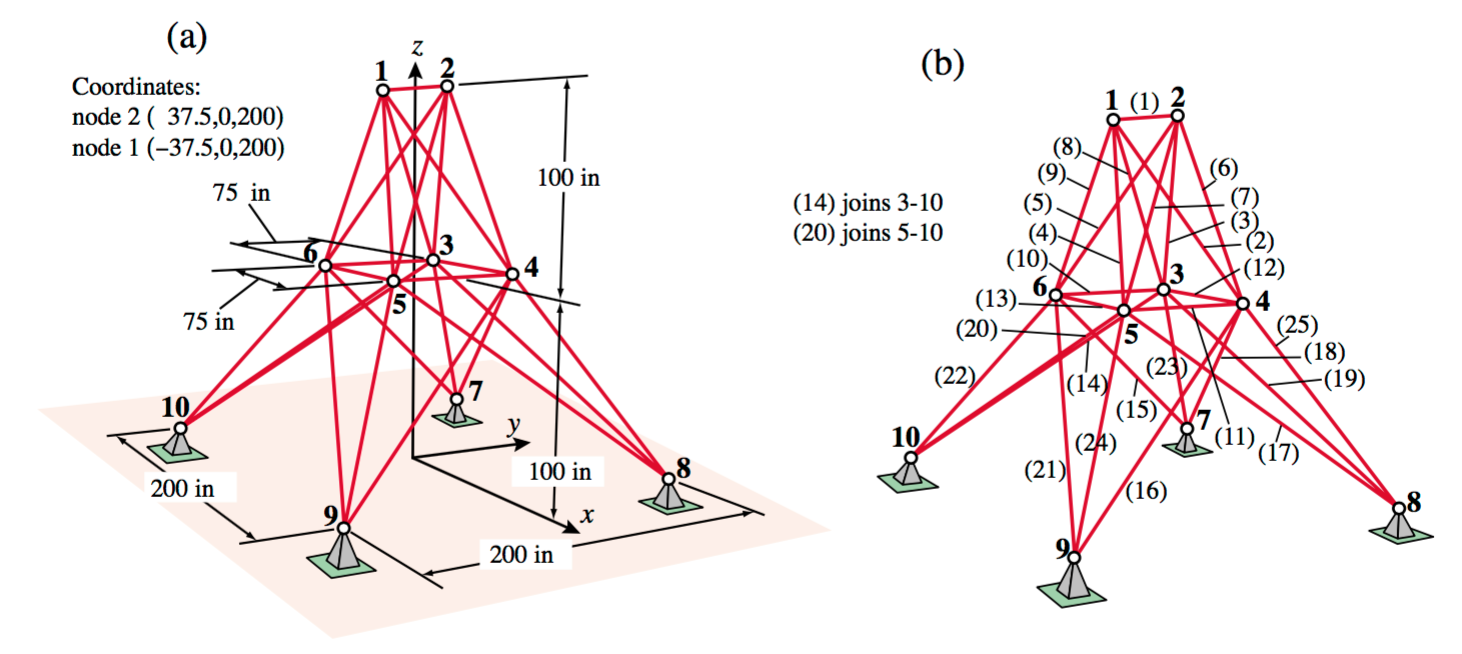 (a)
Coordinates:
node 2 ( 37.5,0,200)
node 1 (−37.5,0,200)
z
1
2
75 in
100 in
6
3
4
5
75 in
10
7
y
200 in
100 in
8
9
x
200 in
(b)
(14) joins 3-10
(20) joins 5-10
1
(1)
2
(8)
(9)
(6)
(5)
(7)
(4)
(3)
(2)
(10)
(12)
6
3
(13)
4
(20)
5
(25)
(18)
(22)
(14)
(23)
(19)
(15)
10
7
(11)
(24)
(17)
(21)
(16)
8
9